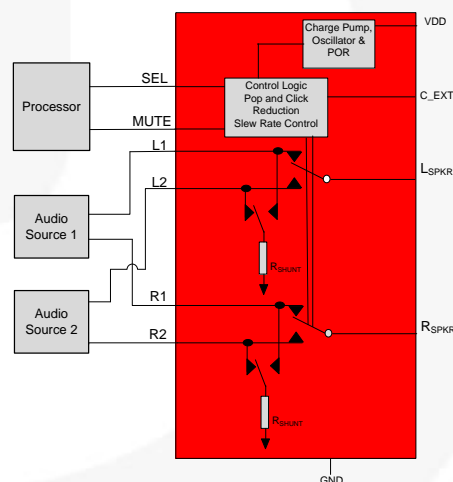 Charge Pump,
Oscillator &
POR
VDD
Processor
SEL
MUTE
Control Logic
Pop and Click
Reduction
Slew Rate Control
C_EXT
L1
L2
LSPKR
Audio
Source 1
RSHUNT
R1
Audio
Source 2
R2
RSPKR
RSHUNT
GND